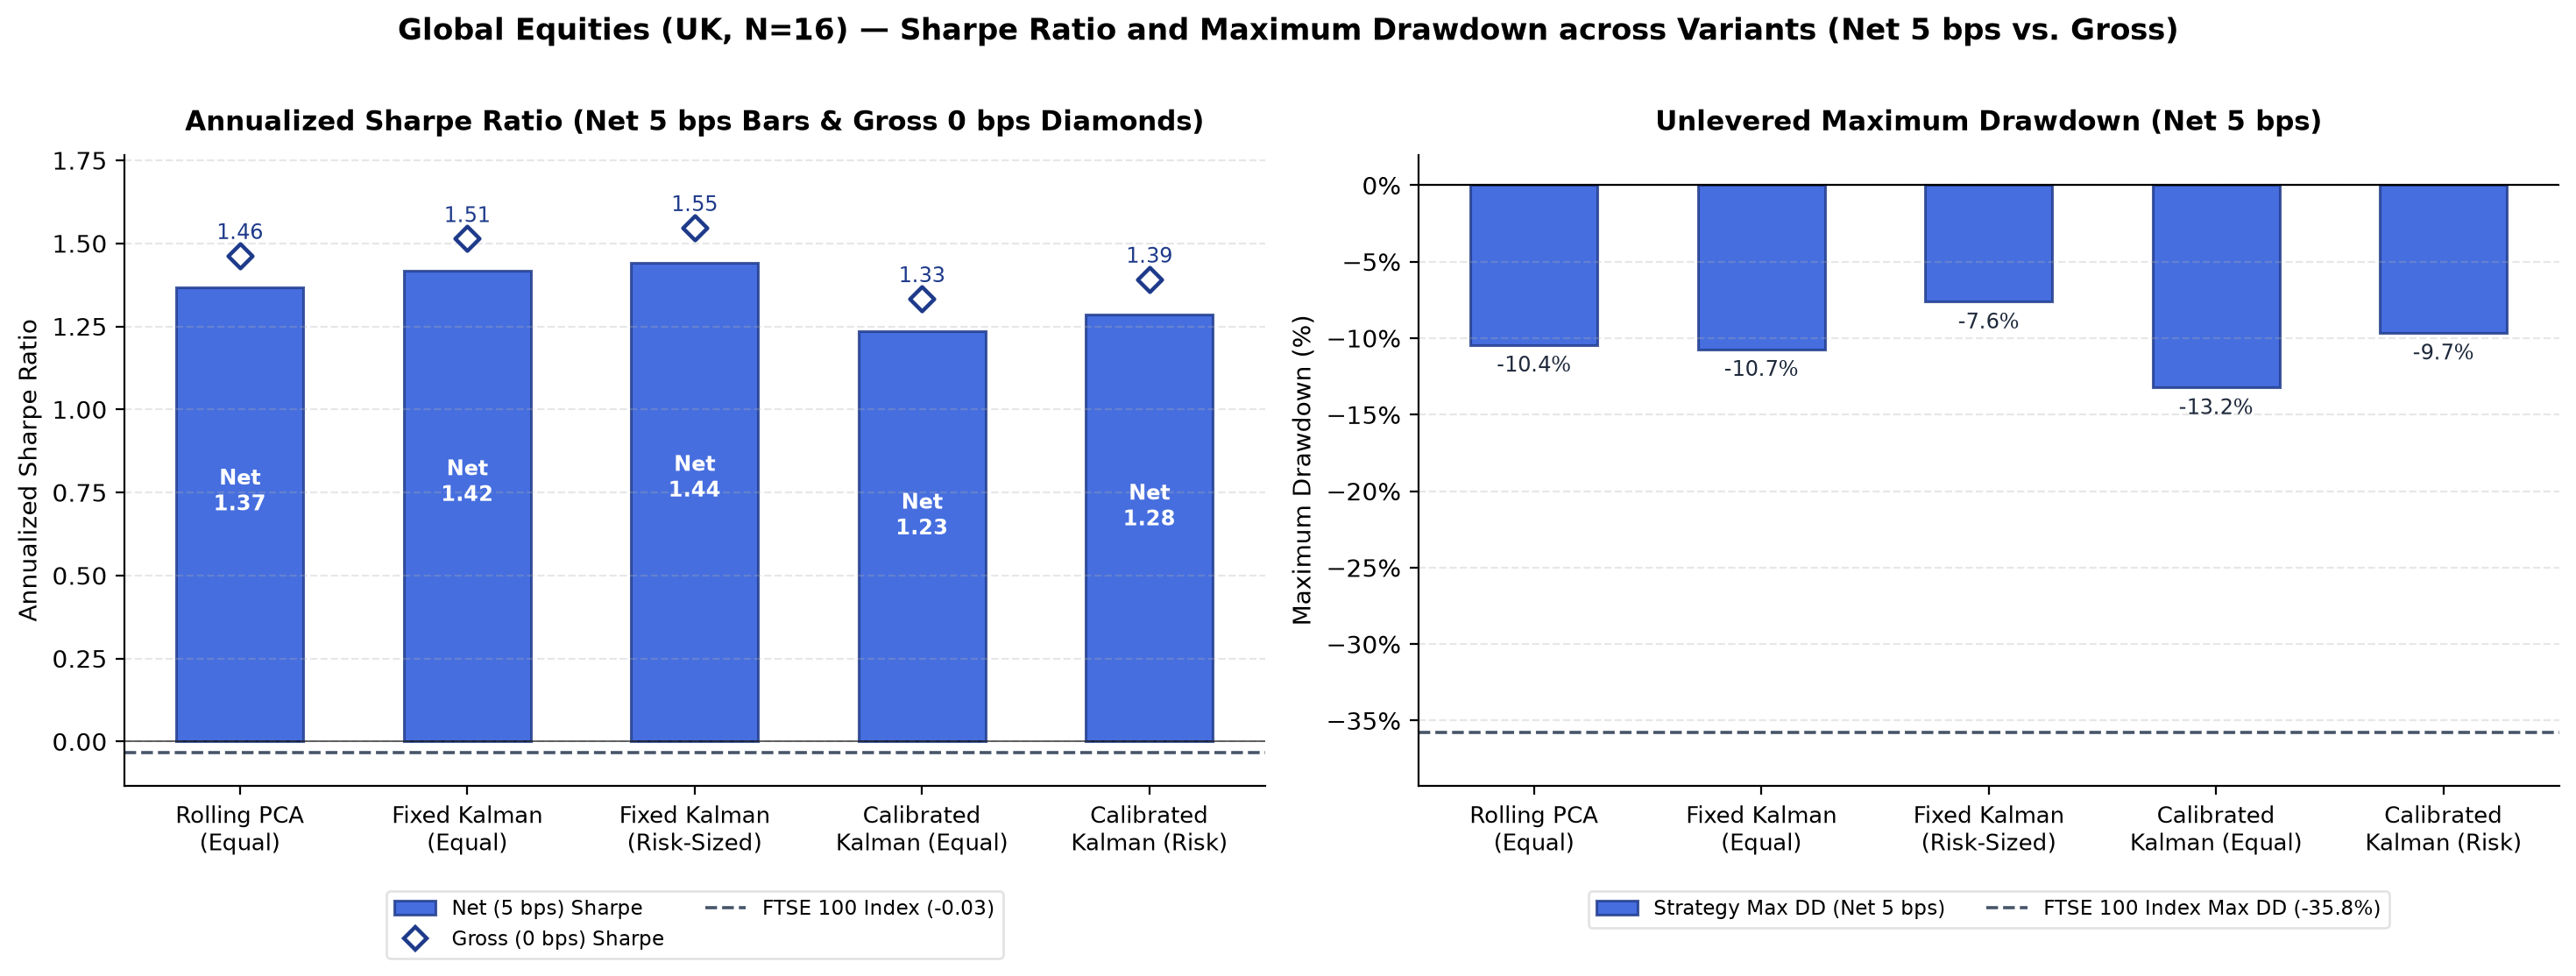 Global Equities (UK, N=16) — Sharpe Ratio and Maximum Drawdown across Variants (Net 5 bps vs. Gross)
Annualized Sharpe Ratio (Net 5 bps Bars & Gross 0 bps Diamonds)
Annualized Sharpe Ratio
1.75
1.50
1.25
1.00
0.75
0.50
0.25
0.00
1.46
1.51
1.55
1.33
1.39
Net
1.37
Net
1.42
Net
1.44
Net
1.23
Net
1.28
Rolling PCA
(Equal)
Fixed Kalman
(Equal)
Fixed Kalman
(Risk-Sized)
Calibrated
Kalman (Equal)
Calibrated
Kalman (Risk)
Net (5 bps) Sharpe
Gross (0 bps) Sharpe
FTSE 100 Index (-0.03)
Unlevered Maximum Drawdown (Net 5 bps)
Maximum Drawdown (%)
0%
−5%
−10%
−15%
−20%
−25%
−30%
−35%
-10.4%
-10.7%
-7.6%
-13.2%
-9.7%
Rolling PCA
(Equal)
Fixed Kalman
(Equal)
Fixed Kalman
(Risk-Sized)
Calibrated
Kalman (Equal)
Calibrated
Kalman (Risk)
Strategy Max DD (Net 5 bps)
FTSE 100 Index Max DD (-35.8%)